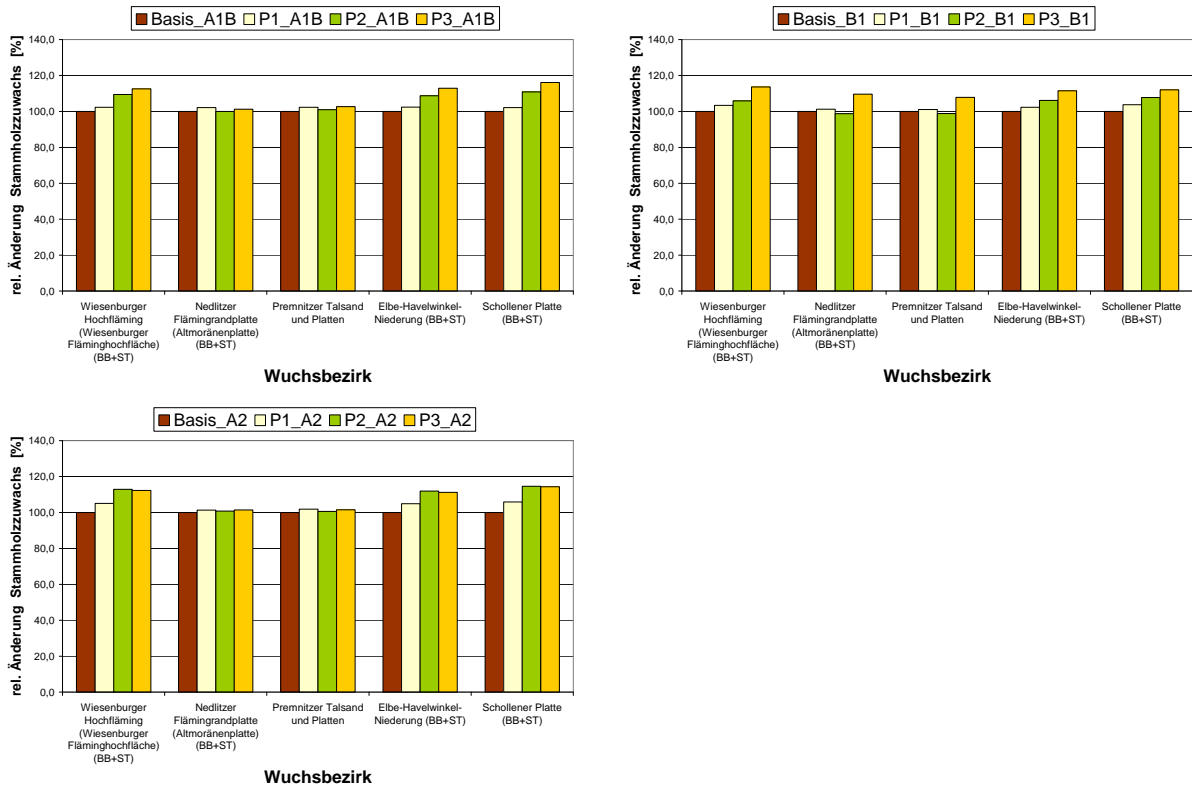 Basis_A1B P1_A1B P2_A1B P3_A1B
rel. Änderung Stammholzzuwachs [%]
140,0
120,0
100,0
80,0
60,0
40,0
20,0
0,0
Wiesenburger Hochfläming (Wiesenburger Fläminghochfläche) (BB+ST)
Nedlitzer Flämingrandplatte (Altmoränenplatte) (BB+ST)
Premnitzer Talsand und Platten
Elbe-Havelwinkel-Niederung (BB+ST)
Schollener Platte (BB+ST)
Wuchsbezirk
Basis_B1 P1_B1 P2_B1 P3_B1
rel. Änderung Stammholzzuwachs [%]
140,0
120,0
100,0
80,0
60,0
40,0
20,0
0,0
Wiesenburger Hochfläming (Wiesenburger Fläminghochfläche) (BB+ST)
Nedlitzer Flämingrandplatte (Altmoränenplatte) (BB+ST)
Premnitzer Talsand und Platten
Elbe-Havelwinkel-Niederung (BB+ST)
Schollener Platte (BB+ST)
Wuchsbezirk
Basis_A2 P1_A2 P2_A2 P3_A2
rel. Änderung Stammholzzuwachs [%]
140,0
120,0
100,0
80,0
60,0
40,0
20,0
0,0
Wiesenburger Hochfläming (Wiesenburger Fläminghochfläche) (BB+ST)
Nedlitzer Flämingrandplatte (Altmoränenplatte) (BB+ST)
Premnitzer Talsand und Platten
Elbe-Havelwinkel-Niederung (BB+ST)
Schollener Platte (BB+ST)
Wuchsbezirk